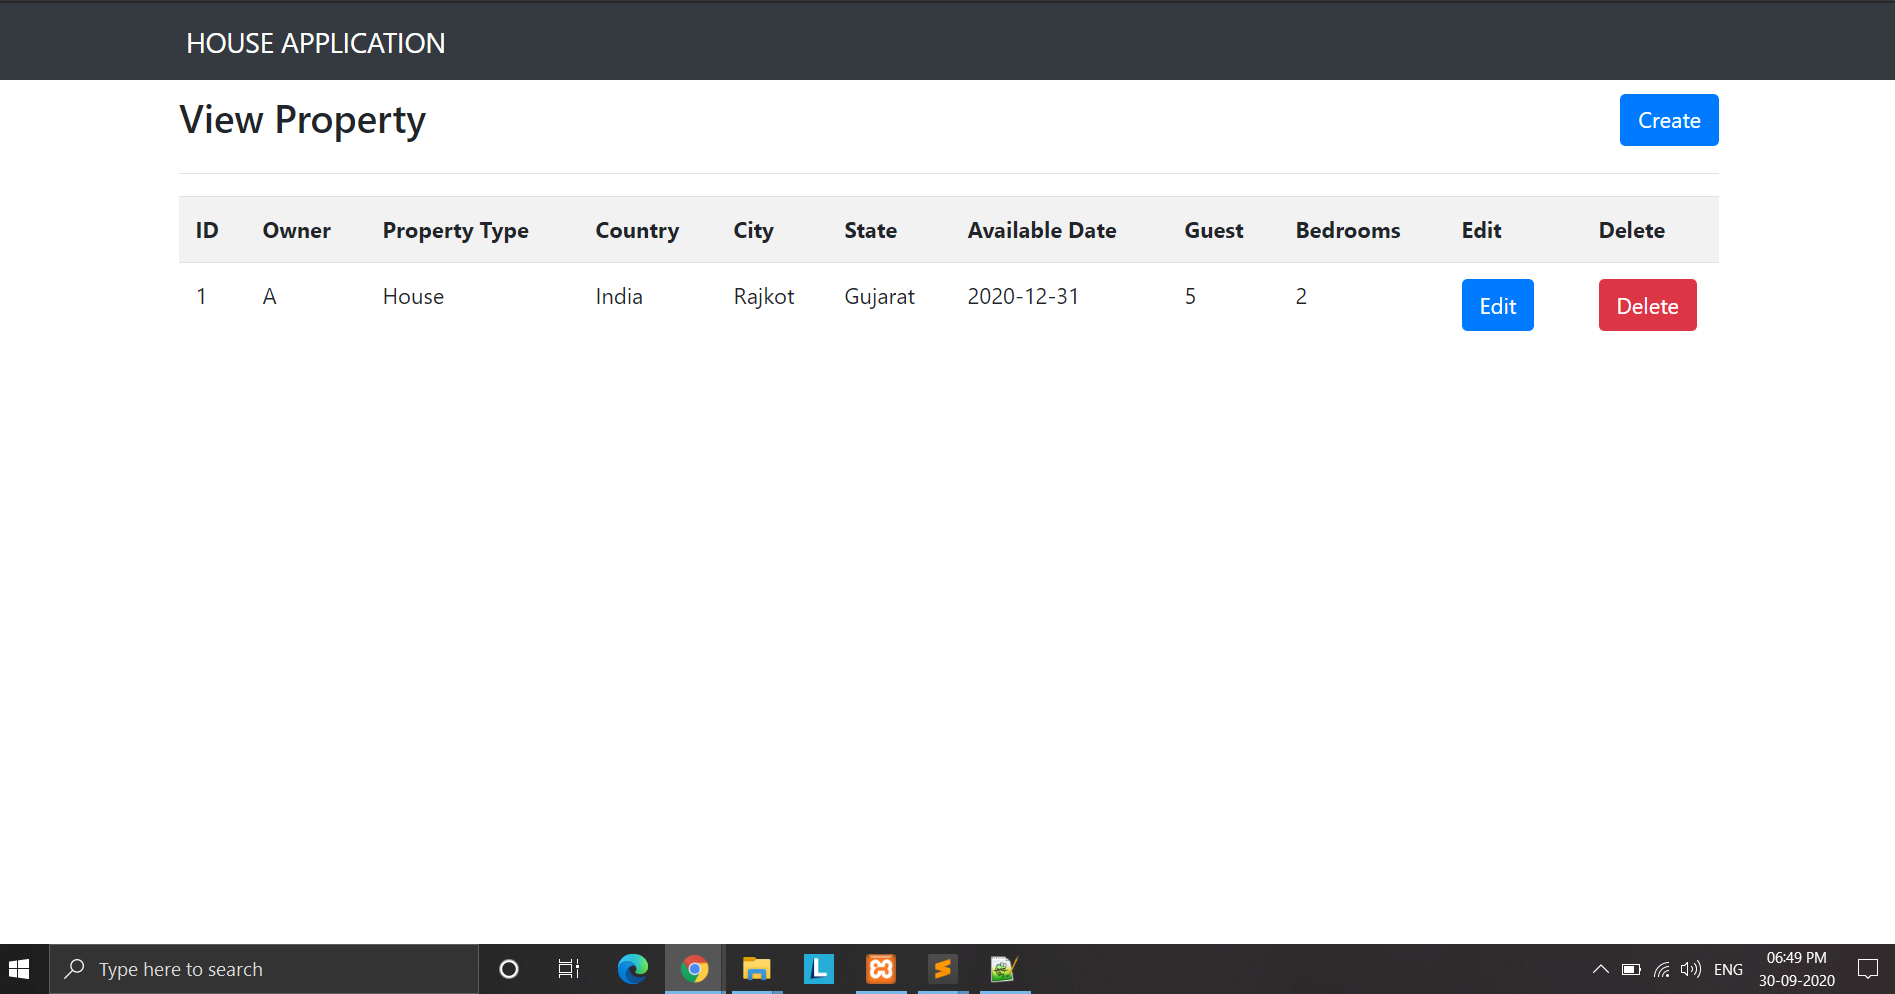 HOUSE APPLICATION
View Property
Create
ID Owner Property Type Country City State Available Date Guest Bedrooms Edit Delete
1 A House India Rajkot Gujarat 2020-12-31 5 2 Edit Delete
Type here to search
L
ENG
06:49 PM
30-09-2020